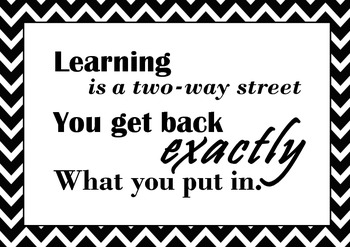 Learning
is a two-way street
You get back
exactly
What you put in.